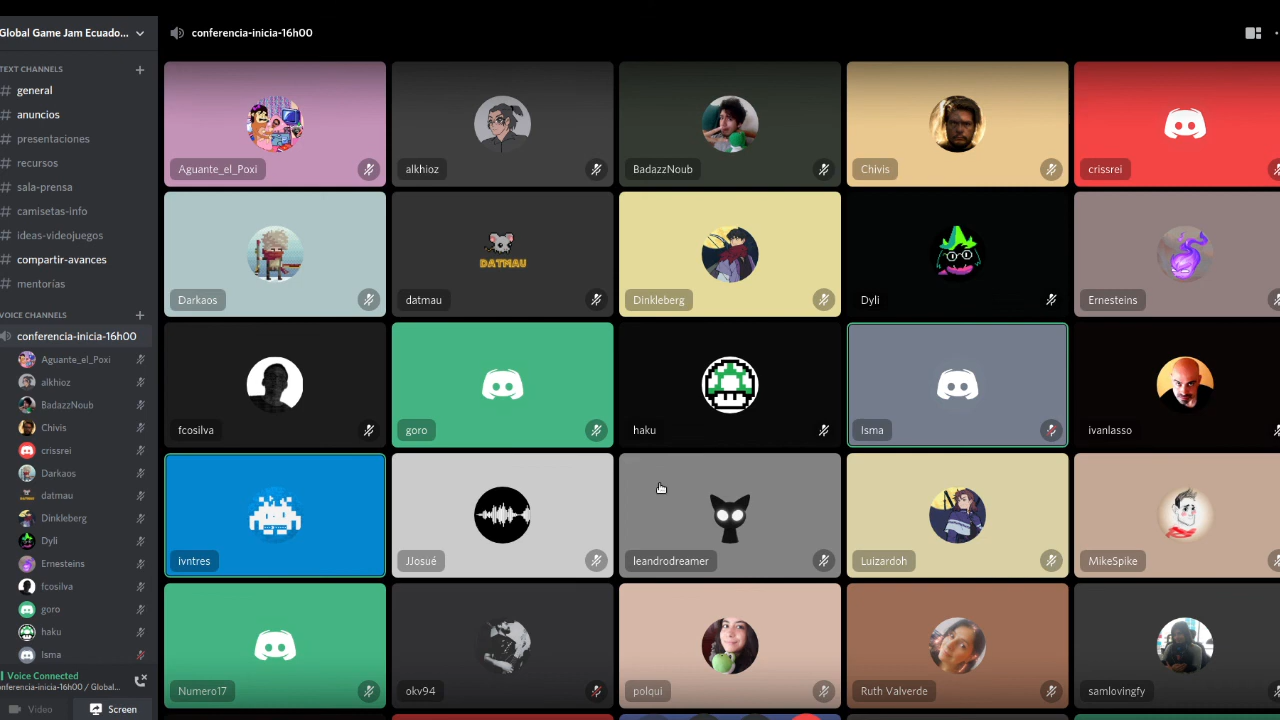 Global Game Jam Ecuado...
TEXT CHANNELS
# general
# anuncios
# presentaciones
# recursos
# sala-prensa
# camisetas-info
# ideas-videojuegos
# compartir-avances
# mentorías
VOICE CHANNELS
conferencia-inicia-16h00
Aguante_el_Poxi
alkhioz
BadazzNoub
Chivis
crissrei
Darkaos
datmau
Dinkleberg
Dyli
Ernesteins
fcosilva
goro
haku
Isma
Voice Connected
onferencia-inicia-16h00 / Global...
Video
Screen
conferencia-inicia-16h00
Aguante_el_Poxi
alkhioz
BadazzNoub
Chivis
crissrei
Darkaos
DATMAU
datmau
Dinkleberg
Dyli
Ernesteins
fcosilva
goro
haku
Isma
ivanlasso
ivntres
JJosué
leandrodreamer
Luizardoh
MikeSpike
Numero17
okv94
polqui
Ruth Valverde
samlovingfy